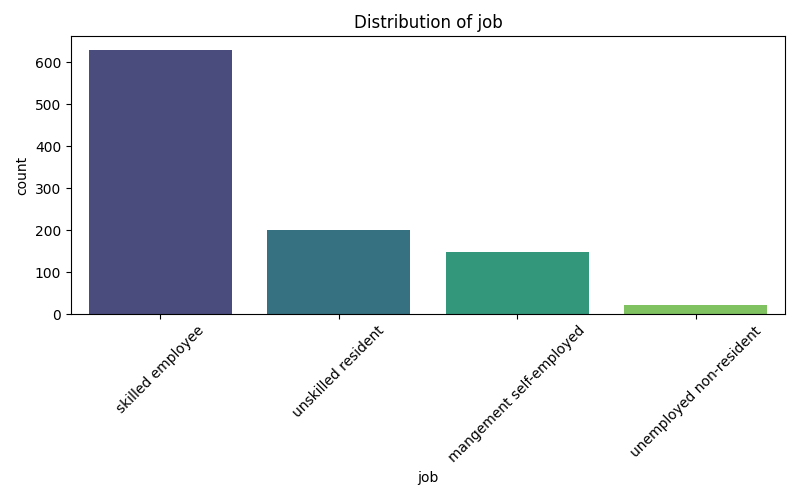 Distribution of job
count
600
500
400
300
200
100
0
skilled employee
unskilled resident
mangement self-employed
unemployed non-resident
job